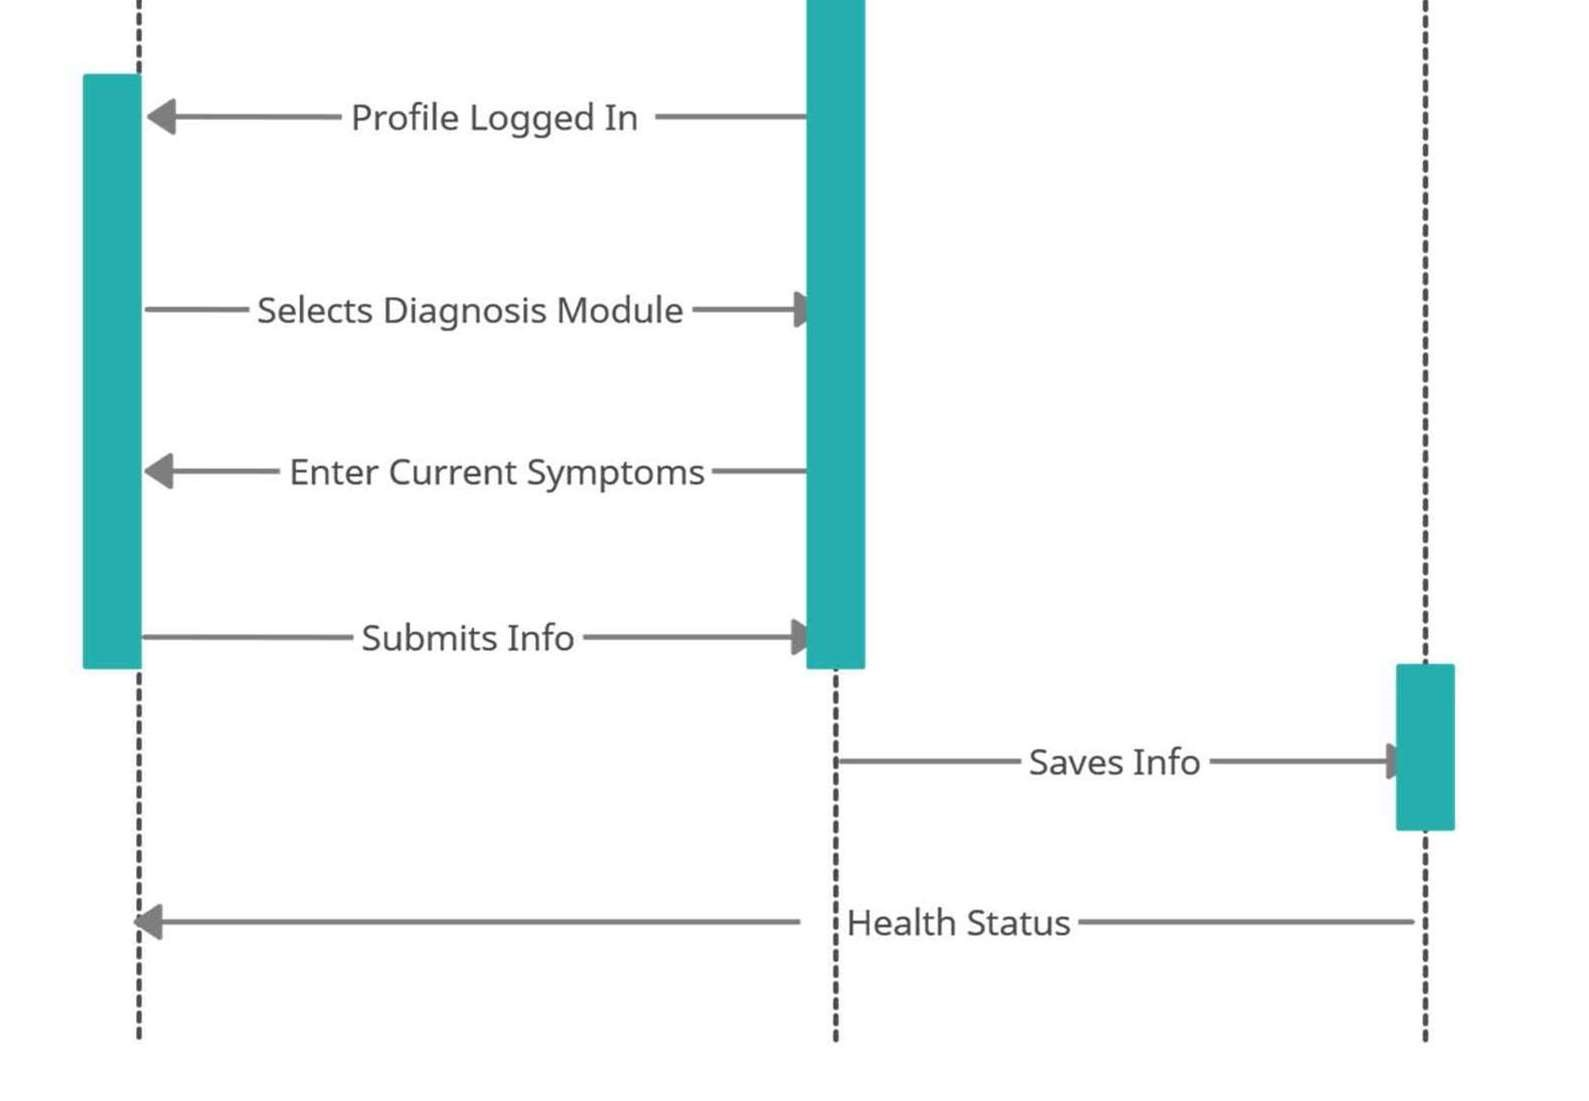 Profile Logged In
Selects Diagnosis Module
Enter Current Symptoms
Submits Info
Saves Info
Health Status